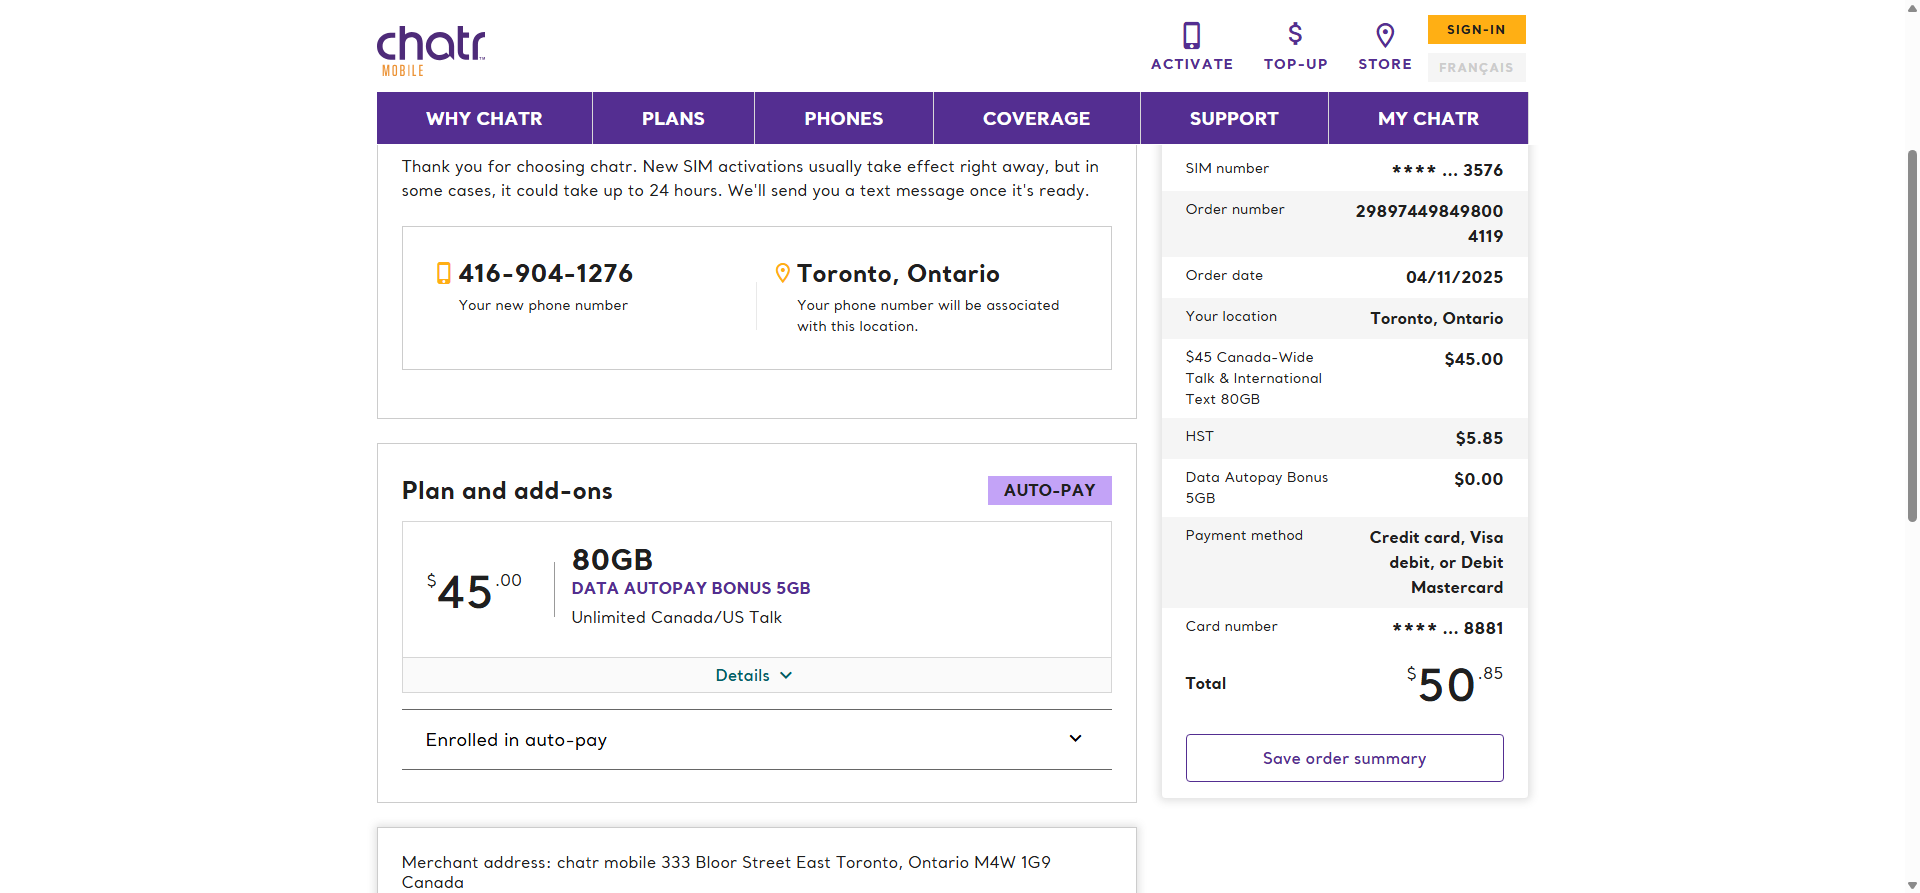 chatr
MOBILE
ACTIVATE
TOP-UP
STORE
SIGN-IN
FRANÇAIS
WHY CHATR
PLANS
PHONES
COVERAGE
SUPPORT
MY CHATR
Thank you for choosing chatr. New SIM activations usually take effect right away, but in
some cases, it could take up to 24 hours. We'll send you a text message once it's ready.
416-904-1276
Your new phone number
Toronto, Ontario
Your phone number will be associated
with this location.
Plan and add-ons
AUTO-PAY
$45.00
80GB
DATA AUTOPAY BONUS 5GB
Unlimited Canada/US Talk
Details
Enrolled in auto-pay
Merchant address: chatr mobile 333 Bloor Street East Toronto, Ontario M4W 1G9
Canada
SIM number
**** ... 3576
Order number
29897449849800
4119
Order date
04/11/2025
Your location
Toronto, Ontario
$45 Canada-Wide
Talk & International
Text 80GB
$45.00
HST
$5.85
Data Autopay Bonus
5GB
$0.00
Payment method
Credit card, Visa
debit, or Debit
Mastercard
Card number
**** ... 8881
Total
$50.85
Save order summary